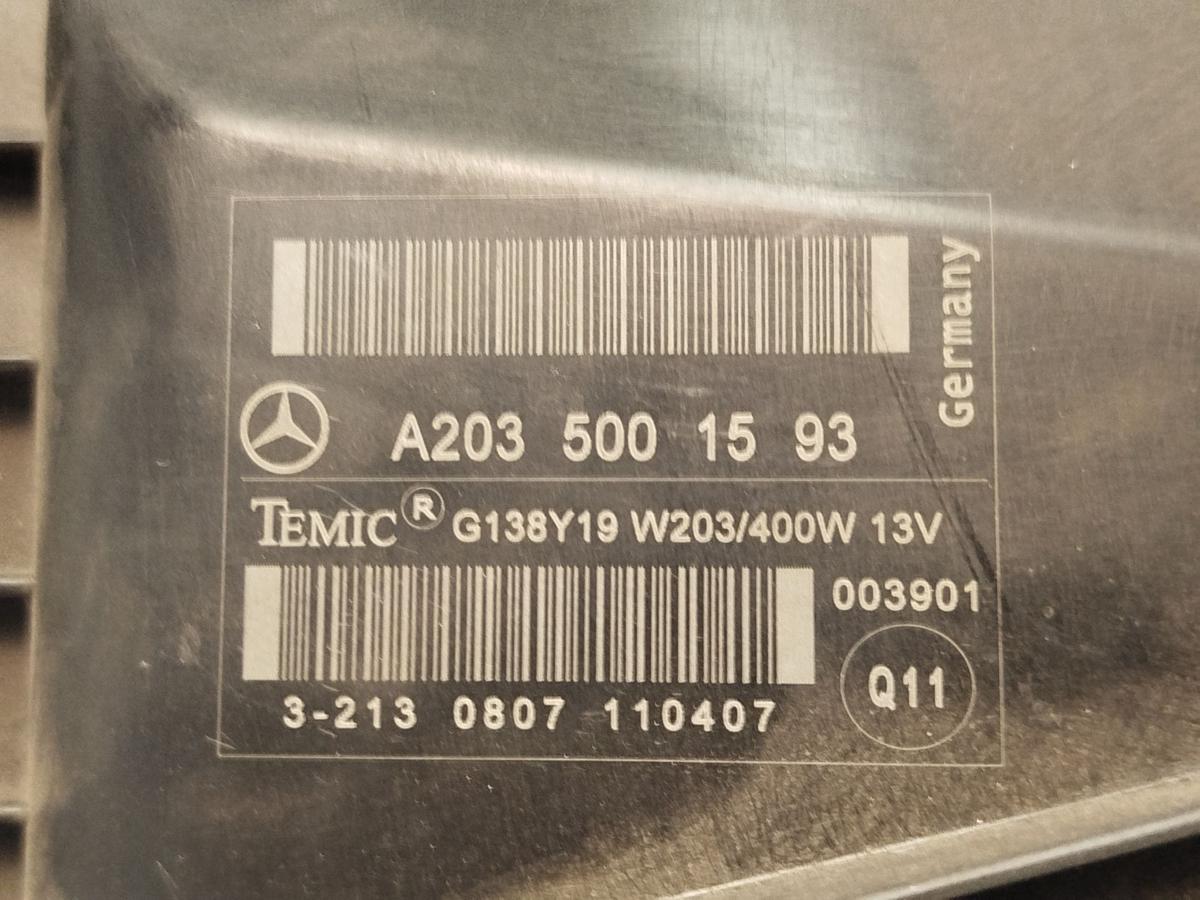 Germany
A203 500 15 93
TEMIC® G138Y19 W203/400W 13V
003901
Q11
3-213 0807 110407